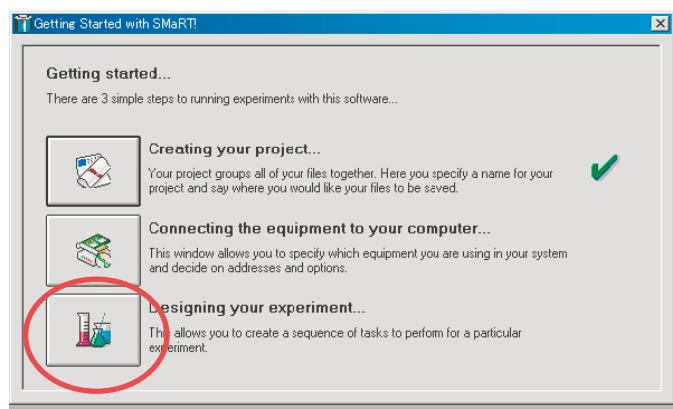 Getting Started with SMaRT!
Getting started...
There are 3 simple steps to running experiments with this software...
Creating your project...
Your project groups all of your files together. Here you specify a name for your
project and say where you would like your files to be saved.
Connecting the equipment to your computer...
This window allows you to specify which equipment you are using in your system
and decide on addresses and options.
Designing your experiment...
This allows you to create a sequence of tasks to perform for a particular
experiment.